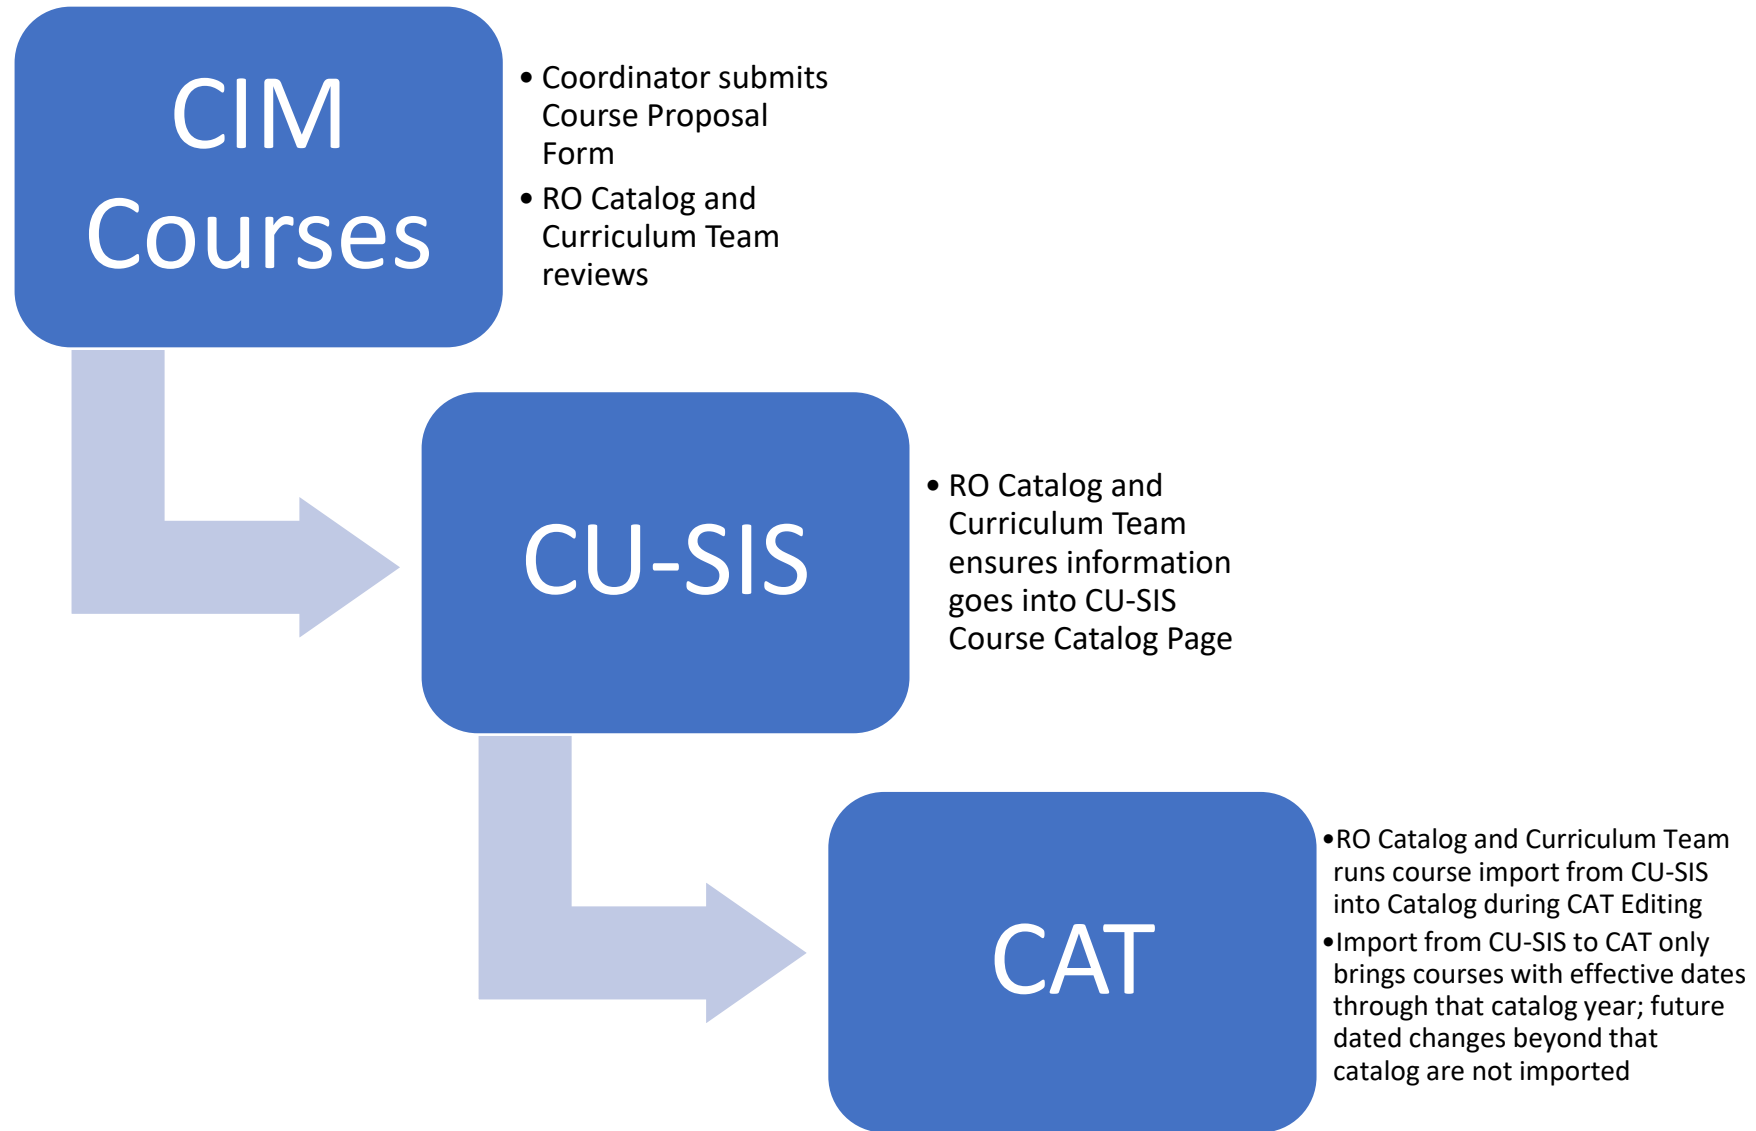 CIM
Courses
• Coordinator submits
Course Proposal
Form
• RO Catalog and
Curriculum Team
reviews
CU-SIS
• RO Catalog and
Curriculum Team
ensures information
goes into CU-SIS
Course Catalog Page
CAT
•RO Catalog and Curriculum Team
runs course import from CU-SIS
into Catalog during CAT Editing
•Import from CU-SIS to CAT only
brings courses with effective dates
through that catalog year; future
dated changes beyond that
catalog are not imported